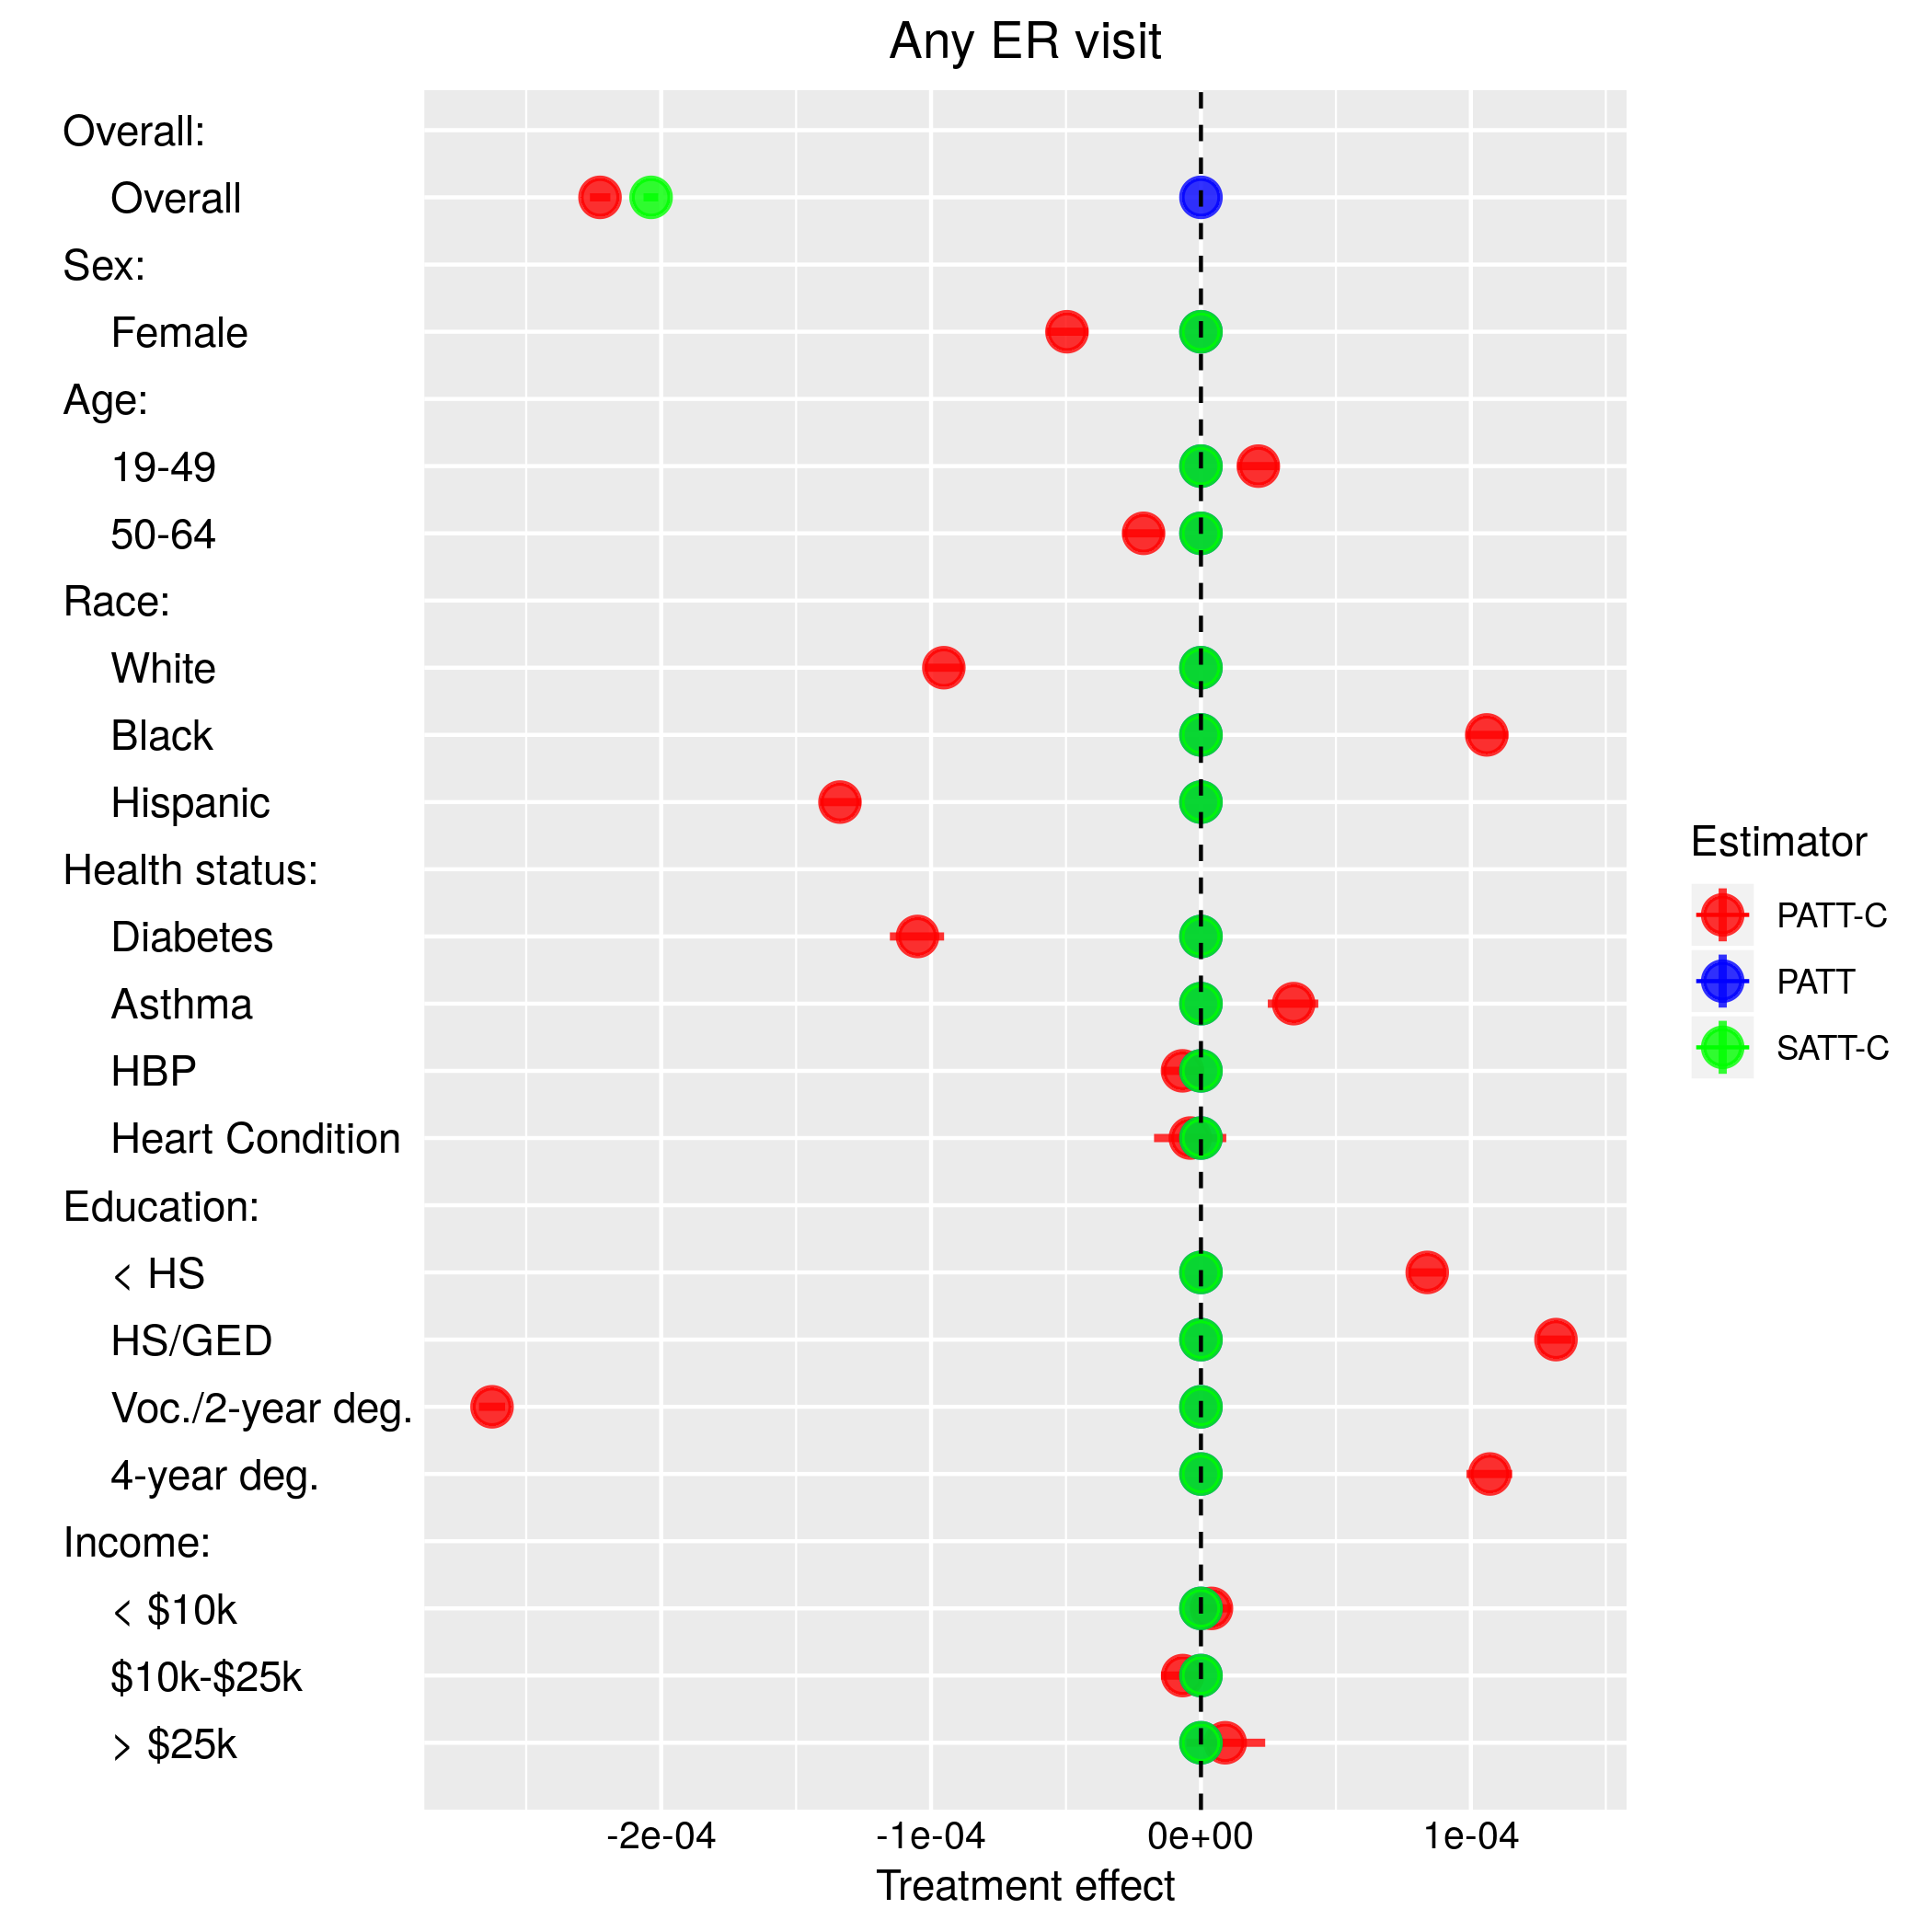 Any ER visit
Overall:
Overall
Sex:
Female
Age:
19-49
50-64
Race:
White
Black
Hispanic
Health status:
Diabetes
Asthma
HBP
Heart Condition
Education:
< HS
HS/GED
Voc./2-year deg.
4-year deg.
Income:
< $10k
$10k-$25k
> $25k
-2e-04 -1e-04 0e+00 1e-04
Treatment effect
Estimator
PATT-C
PATT
SATT-C